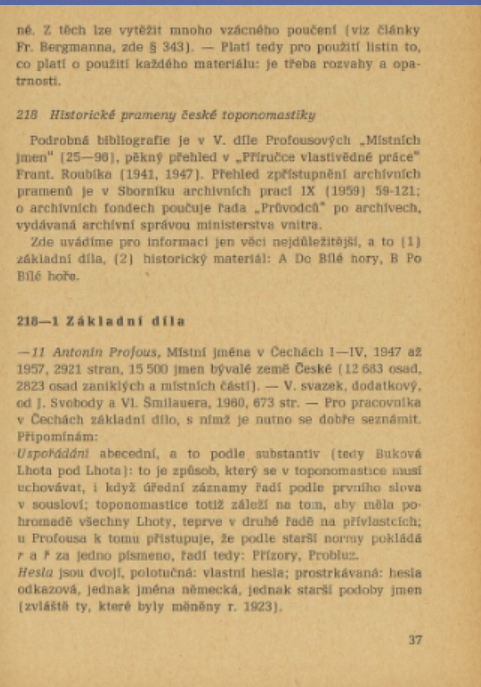 né. Z těch lze vytěžit mnoho vzácného poučení (viz články
Fr. Bergmanna, zde § 343). — Platí tedy pro použití listin to,
co platí o použití každého materiálu: je třeba rozvahy a opa-
trnosti.
218 Historické prameny české toponomastiky
Podrobná bibliografie je v V. díle Profousových „Místních
jmen“ (25—96), pěkný přehled v „Příručce vlastivědné práce“
Frant. Roubíka (1941, 1947). Přehled zpřístupnění archivních
pramenů je v Sborníku archivních prací IX (1959) 59-121;
o archivních fondech poučuje řada „Průvodců“ po archivech,
vydávaná archivní správou ministerstva vnitra.
Zde uvádíme pro informaci jen věci nejdůležitější, a to (1)
základní díla, (2) historický materiál: A Do Bílé hory, B Po
Bílé hoře.
218—1 Základní díla
—11 Antonín Profous, Místní jména v Čechách I—IV, 1947 až
1957, 2921 stran, 15 500 jmen bývalé země České (12 683 osad,
2823 osad zaniklých a místních částí). — V. svazek, dodatkový,
od J. Svobody a Vl. Šmilauera, 1960, 673 str. — Pro pracovníka
v Čechách základní dílo, s nímž je nutno se dobře seznámit.
Připomínám:
Uspořádání abecední, a to podle substantiv (tedy Buková
Lhota pod Lhota): to je způsob, který se v toponomastice musí
uchovávat, i když úřední záznamy řadí podle prvního slova
v sousloví; toponomastice totiž záleží na tom, aby měla po-
hromadě všechny Lhoty, teprve v druhé řadě na přívlastcích;
u Profousa k tomu přistupuje, že podle starší normy pokládá
r a ř za jedno písmeno, řadí tedy: Přízory, Probluz.
Hesla jsou dvojí, polotučná: vlastní hesla; prostrkávaná: hesla
odkazová, jednak jména německá, jednak starší podoby jmen
(zvláště ty, které byly měněny r. 1923).
37